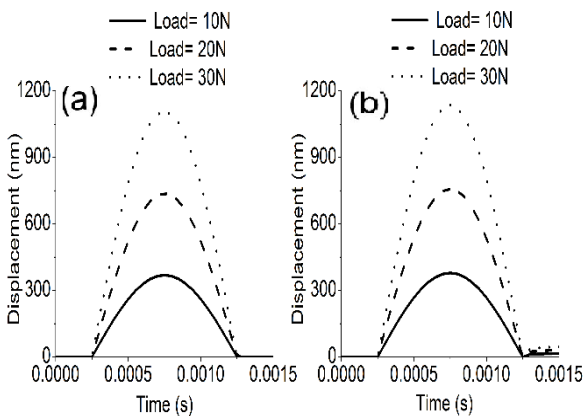 Load= 10N
Load= 20N
Load= 30N
(a)
1200
900
600
300
0
Displacement (nm)
0.0000 0.0005 0.0010 0.0015
Time (s)
Load= 10N
Load= 20N
Load= 30N
(b)
1200
900
600
300
0
Displacement (nm)
0.0000 0.0005 0.0010 0.0015
Time (s)